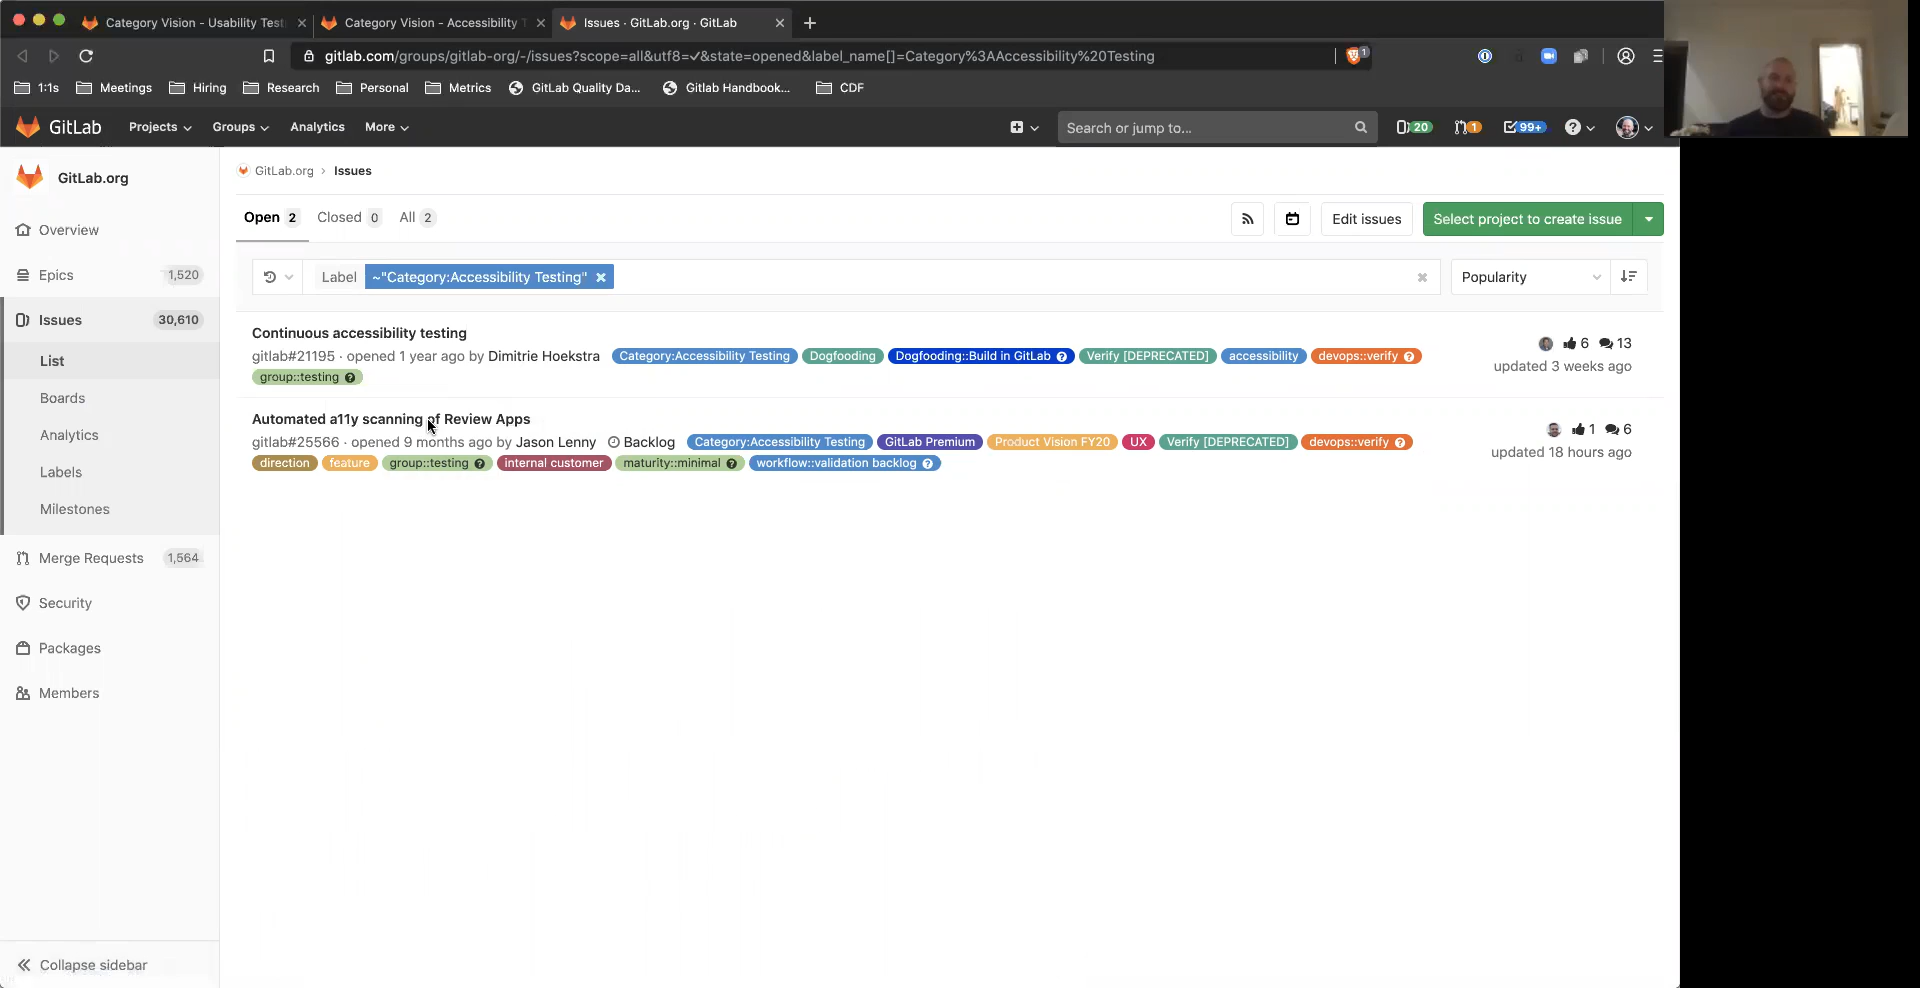 Category Vision - Usability Test
Category Vision - Accessibility T
Issues · GitLab.org · GitLab
gitlab.com/groups/gitlab-org/-/issues?scope=all&utf8=✓&state=opened&label_name[]=Category%3AAccessibility%20Testing
1
1:1s
Meetings
Hiring
Research
Personal
Metrics
GitLab Quality Da...
Gitlab Handbook...
CDF
GitLab
Projects
Groups
Analytics
More
Search or jump to...
20
1
99+
GitLab.org
Overview
Epics 1,520
Issues 30,610
List
Boards
Analytics
Labels
Milestones
Merge Requests 1,564
Security
Packages
Members
Collapse sidebar
GitLab.org › Issues
Open 2 Closed 0 All 2
Edit issues
Select project to create issue
Label ~"Category:Accessibility Testing"
Popularity
Continuous accessibility testing
gitlab#21195 · opened 1 year ago by Dimitrie Hoekstra Category:Accessibility Testing Dogfooding Dogfooding::Build in GitLab Verify [DEPRECATED] accessibility devops::verify
group::testing
6 13
updated 3 weeks ago
Automated a11y scanning of Review Apps
gitlab#25566 · opened 9 months ago by Jason Lenny Backlog Category:Accessibility Testing GitLab Premium Product Vision FY20 UX Verify [DEPRECATED] devops::verify
direction feature group::testing internal customer maturity::minimal workflow::validation backlog
1 6
updated 18 hours ago